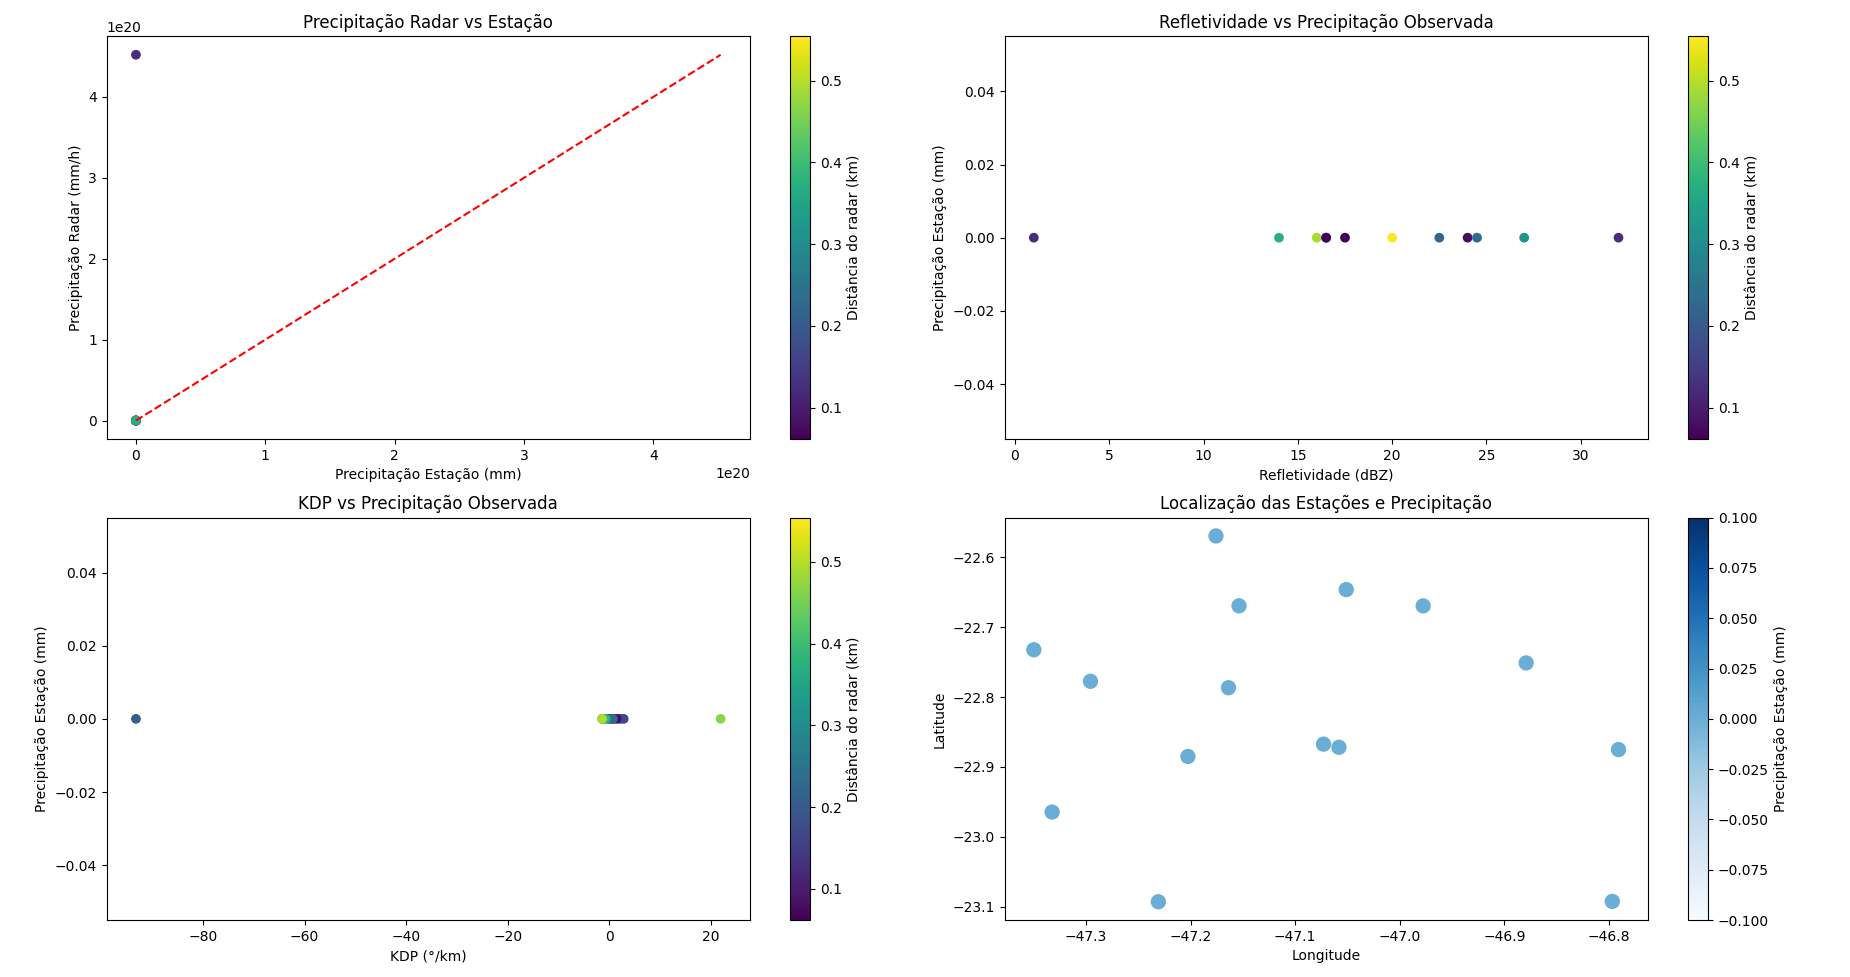 Precipitação Radar vs Estação
1e20
4
3
2
1
0
Precipitação Radar (mm/h)
0 1 2 3 4
1e20
Precipitação Estação (mm)
0.5
0.4
0.3
0.2
0.1
Distância do radar (km)
Refletividade vs Precipitação Observada
0.04
0.02
0.00
−0.02
−0.04
Precipitação Estação (mm)
0 5 10 15 20 25 30
Refletividade (dBZ)
0.5
0.4
0.3
0.2
0.1
Distância do radar (km)
KDP vs Precipitação Observada
0.04
0.02
0.00
−0.02
−0.04
Precipitação Estação (mm)
−80 −60 −40 −20 0 20
KDP (°/km)
0.5
0.4
0.3
0.2
0.1
Distância do radar (km)
Localização das Estações e Precipitação
−22.6
−22.7
−22.8
−22.9
−23.0
−23.1
Latitude
−47.3 −47.2 −47.1 −47.0 −46.9 −46.8
Longitude
0.100
0.075
0.050
0.025
0.000
−0.025
−0.050
−0.075
−0.100
Precipitação Estação (mm)